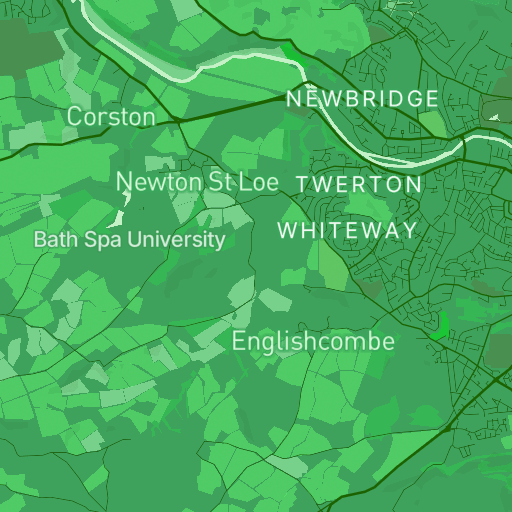 NEWBRIDGE
Corston
Newton St Loe
TWERTON
WHITEWAY
Bath Spa University
Englishcombe